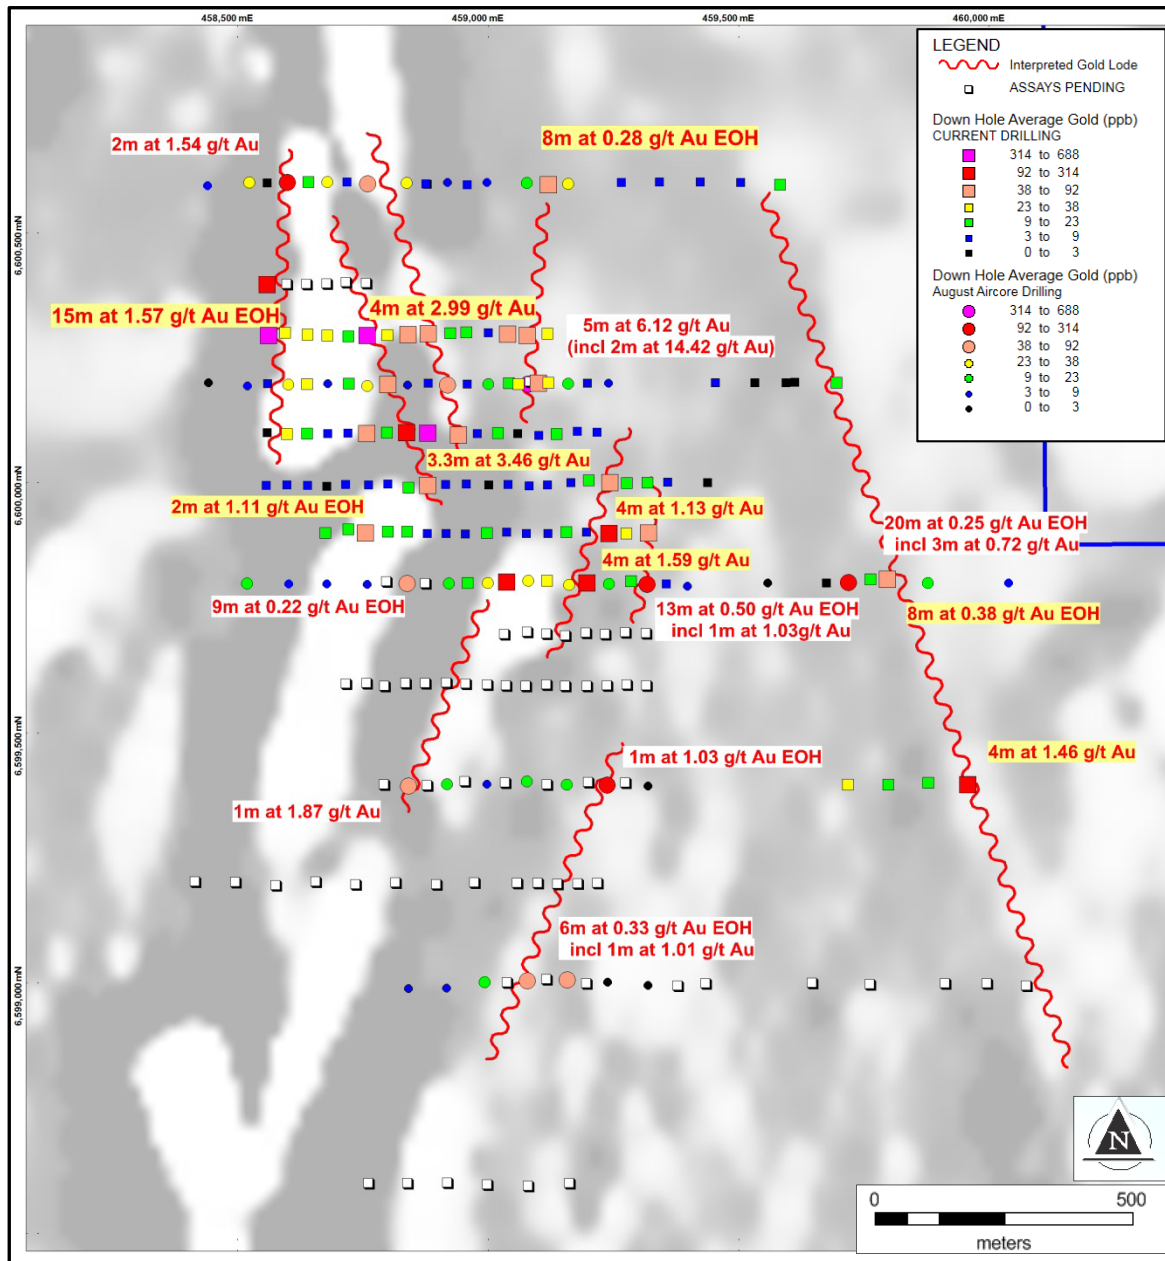 458,500 mE
459,000 mE
459,500 mE
460,000 mE
LEGEND
Interpreted Gold Lode
ASSAYS PENDING
Down Hole Average Gold (ppb)
CURRENT DRILLING
314 to 688
92 to 314
38 to 92
23 to 38
9 to 23
3 to 9
0 to 3
Down Hole Average Gold (ppb)
August Aircore Drilling
314 to 688
92 to 314
38 to 92
23 to 38
9 to 23
3 to 9
0 to 3
2m at 1.54 g/t Au
8m at 0.28 g/t Au EOH
6,600,500 mN
15m at 1.57 g/t Au EOH
4m at 2.99 g/t Au
5m at 6.12 g/t Au
(incl 2m at 14.42 g/t Au)
3.3m at 3.46 g/t Au
6,600,000 mN
2m at 1.11 g/t Au EOH
4m at 1.13 g/t Au
20m at 0.25 g/t Au EOH
incl 3m at 0.72 g/t Au
4m at 1.59 g/t Au
9m at 0.22 g/t Au EOH
13m at 0.50 g/t Au EOH
incl 1m at 1.03g/t Au
8m at 0.38 g/t Au EOH
6,599,500 mN
1m at 1.03 g/t Au EOH
4m at 1.46 g/t Au
1m at 1.87 g/t Au
6m at 0.33 g/t Au EOH
incl 1m at 1.01 g/t Au
6,599,000 mN
N
0 500
meters